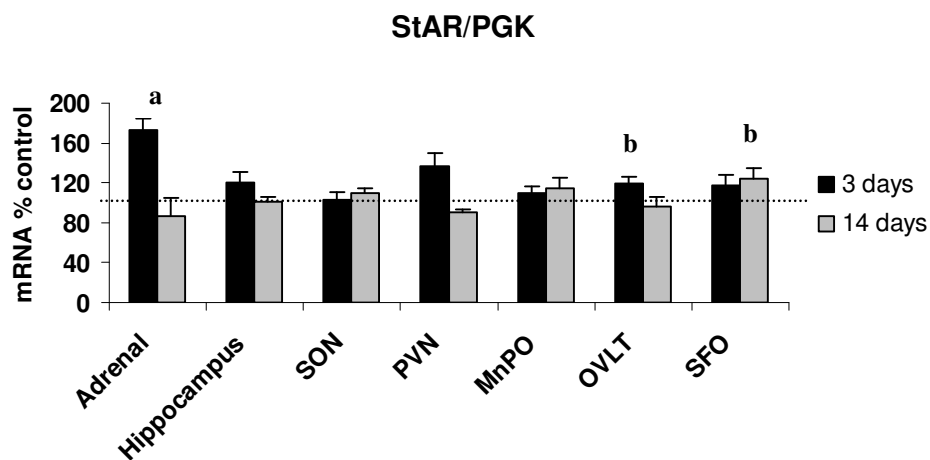 StAR/PGK
mRNA % control
200
160
120
80
40
0
a
b
b
Adrenal
Hippocampus
SON
PVN
MnPO
OVLT
SFO
3 days
14 days